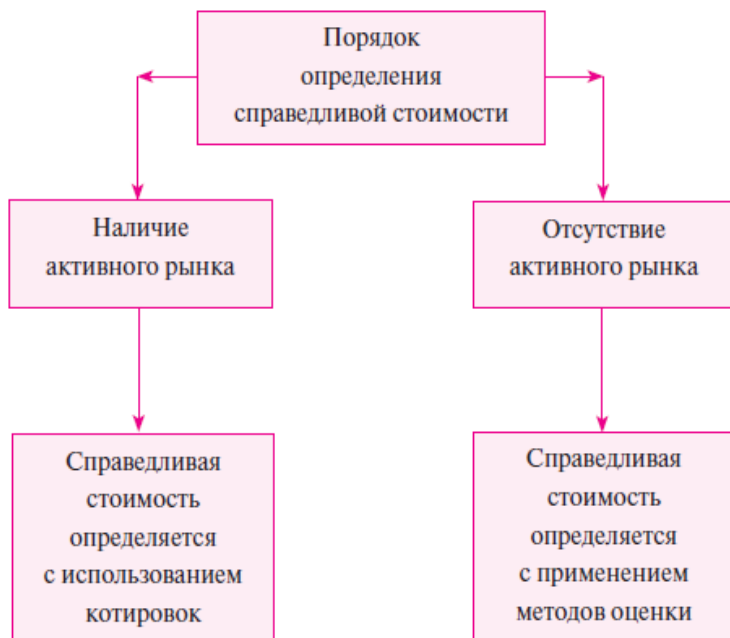 Порядок
определения
справедливой стоимости
Наличие
активного рынка
Отсутствие
активного рынка
Справедливая
стоимость
определяется
с использованием
котировок
Справедливая
стоимость
определяется
с применением
методов оценки